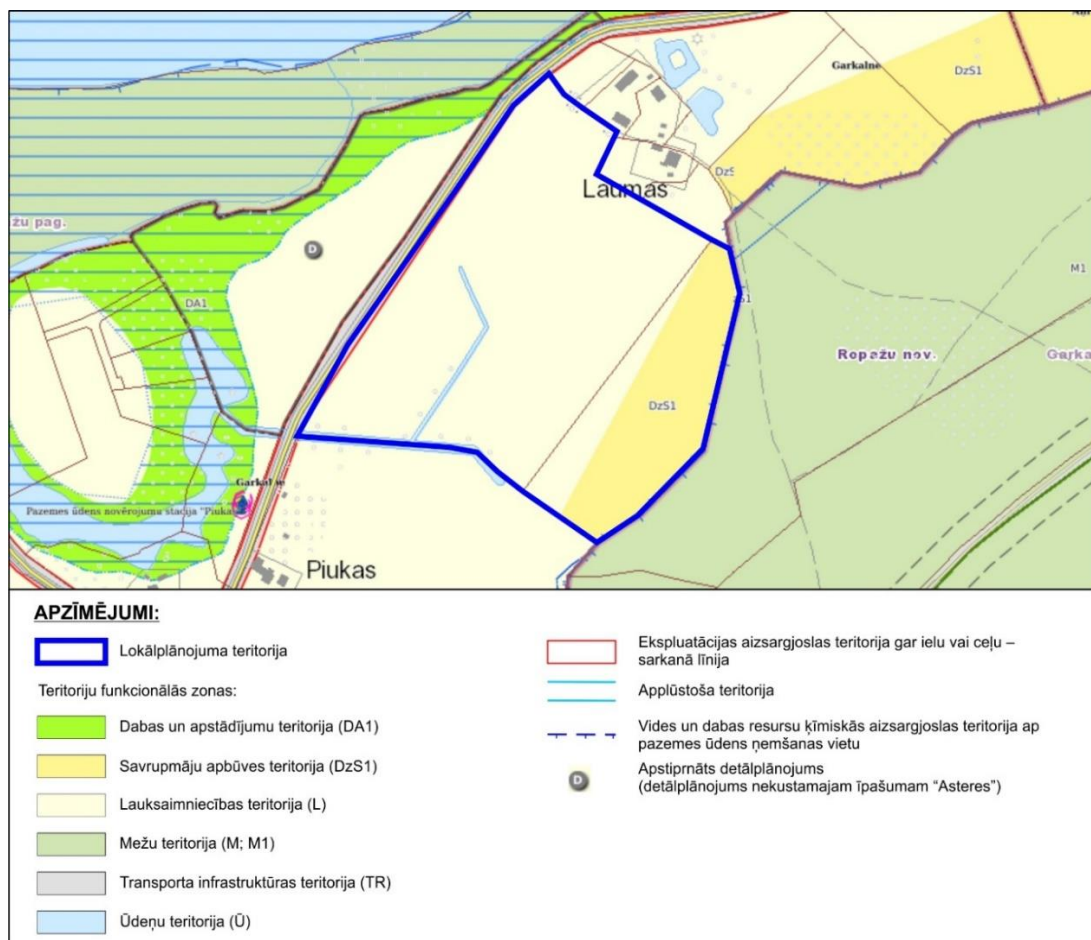 Garkalne
DzS1
DzS
Laumas
žu pag.
D
DA1
M1
S1
Ropažu nov.
Garka
DzS1
Garkalne
Pazemes ūdens novērojumu stacija "Piukas
Piukas
APZĪMĒJUMI:
Lokālplānojuma teritorija
Teritoriju funkcionālās zonas:
Dabas un apstādījumu teritorija (DA1)
Savrupmāju apbūves teritorija (DzS1)
Lauksaimniecības teritorija (L)
Mežu teritorija (M; M1)
Transporta infrastruktūras teritorija (TR)
Ūdeņu teritorija (Ū)
Ekspluatācijas aizsargjoslas teritorija gar ielu vai ceļu –
sarkanā līnija
Applūstoša teritorija
Vides un dabas resursu ķīmiskās aizsargjoslas teritorija ap
pazemes ūdens ņemšanas vietu
D
Apstiprnāts detālplānojums
(detālplānojums nekustamajam īpašumam “Asteres”)